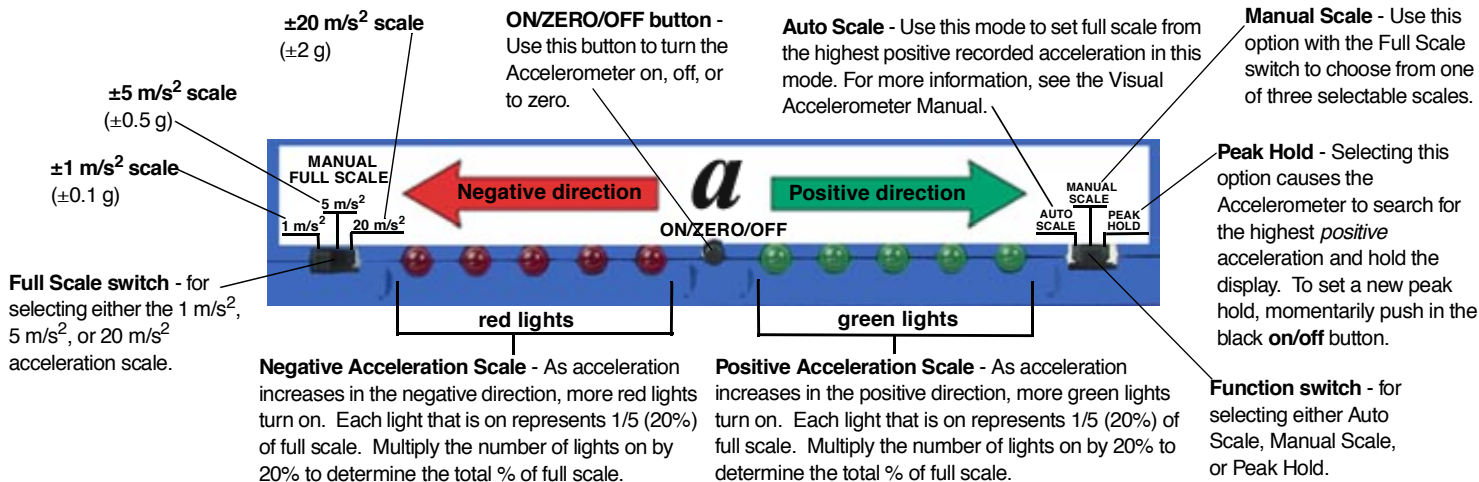 ±20 m/s² scale
(±2 g)
±5 m/s² scale
(±0.5 g)
±1 m/s² scale
(±0.1 g)
Full Scale switch - for
selecting either the 1 m/s²,
5 m/s², or 20 m/s²
acceleration scale.
ON/ZERO/OFF button -
Use this button to turn the
Accelerometer on, off, or
to zero.
Auto Scale - Use this mode to set full scale from
the highest positive recorded acceleration in this
mode. For more information, see the Visual
Accelerometer Manual.
Manual Scale - Use this
option with the Full Scale
switch to choose from one
of three selectable scales.
Peak Hold - Selecting this
option causes the
Accelerometer to search for
the highest positive
acceleration and hold the
display. To set a new peak
hold, momentarily push in the
black on/off button.
Function switch - for
selecting either Auto
Scale, Manual Scale,
or Peak Hold.
MANUAL
FULL SCALE
1 m/s²
5 m/s²
20 m/s²
Negative direction
a
Positive direction
ON/ZERO/OFF
AUTO
SCALE
MANUAL
SCALE
PEAK
HOLD
red lights
green lights
Negative Acceleration Scale - As acceleration
increases in the negative direction, more red lights
turn on. Each light that is on represents 1/5 (20%)
of full scale. Multiply the number of lights on by
20% to determine the total % of full scale.
Positive Acceleration Scale - As acceleration
increases in the positive direction, more green lights
turn on. Each light that is on represents 1/5 (20%) of
full scale. Multiply the number of lights on by 20% to
determine the total % of full scale.